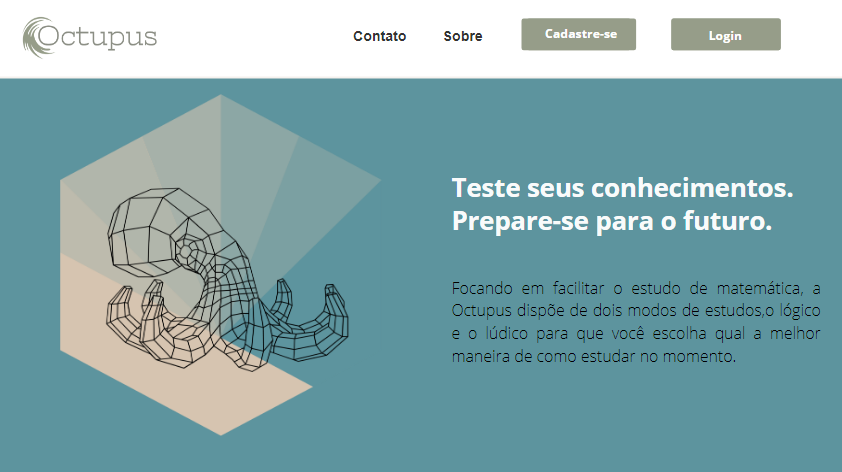 Octupus
Contato
Sobre
Cadastre-se
Login
Teste seus conhecimentos.
Prepare-se para o futuro.
Focando em facilitar o estudo de matemática, a
Octupus dispõe de dois modos de estudos,o lógico
e o lúdico para que você escolha qual a melhor
maneira de como estudar no momento.